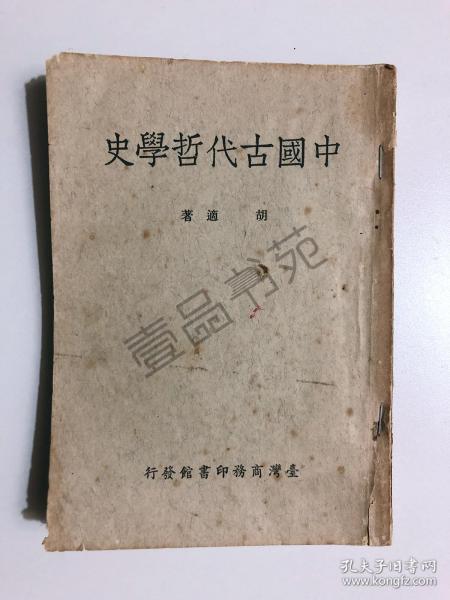 中國古代哲學史
胡適著
壹品书苑
臺灣商務印書館發行
孔夫子旧书网
www.kongfz.com